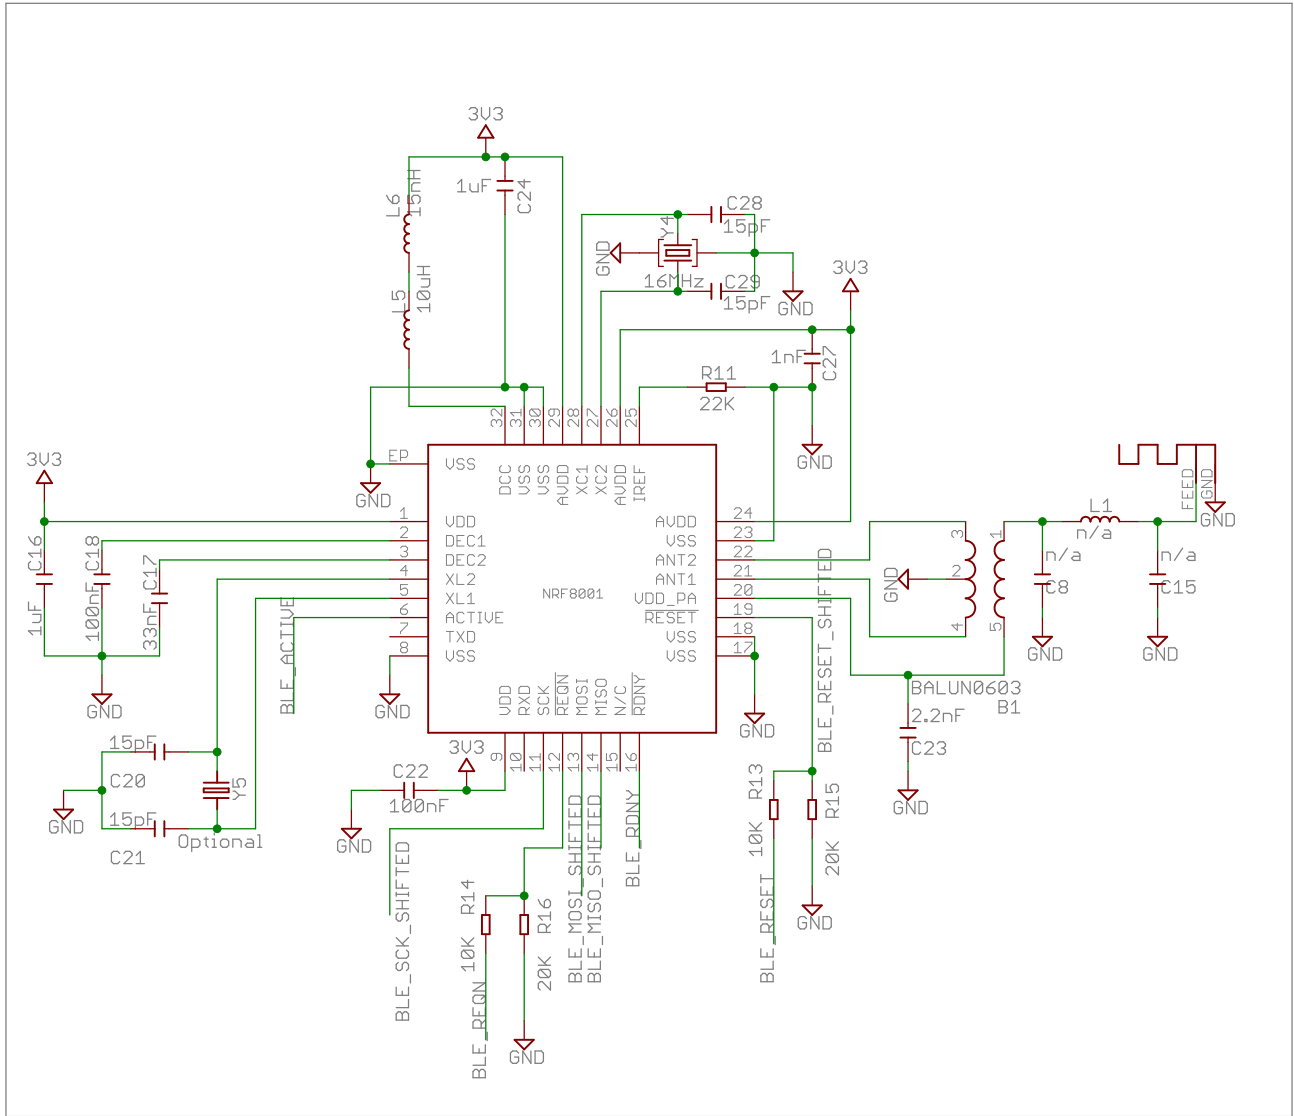 3V3
L6
15nH
1uF
C24
L5
10uH
GND
Y4
16MHz
C28
15pF
C29
15pF
GND
3V3
1nF
C27
R11
22K
GND
32
31
30
29
28
27
26
25
EP
VSS
GND
DCC
VSS
VSS
AVDD
XC1
XC2
AVDD
IREF
3V3
C16
1uF
C18
100nF
C17
33nF
GND
1
VDD
2
DEC1
3
DEC2
4
XL2
5
XL1
6
ACTIVE
7
TXD
8
VSS
GND
BLE_ACTIVE
NRF8001
AVDD
24
VSS
23
ANT2
22
ANT1
21
VDD_PA
20
RESET
19
VSS
18
VSS
17
GND
BLE_RESET_SHIFTED
GND
3
2
4
1
5
BALUN0603
B1
2.2nF
C23
GND
n/a
C8
GND
L1
n/a
n/a
C15
GND
FEED
GND
GND
VDD
RXD
SCK
REQN
MOSI
MISO
N/C
RDNY
9
10
11
12
13
14
15
16
3V3
C22
100nF
GND
15pF
C20
15pF
C21
GND
Y5
Optional
BLE_SCK_SHIFTED
R14
10K
BLE_REQN
R16
20K
GND
BLE_MOSI_SHIFTED
BLE_MISO_SHIFTED
BLE_RDNY
R13
10K
BLE_RESET
R15
20K
GND